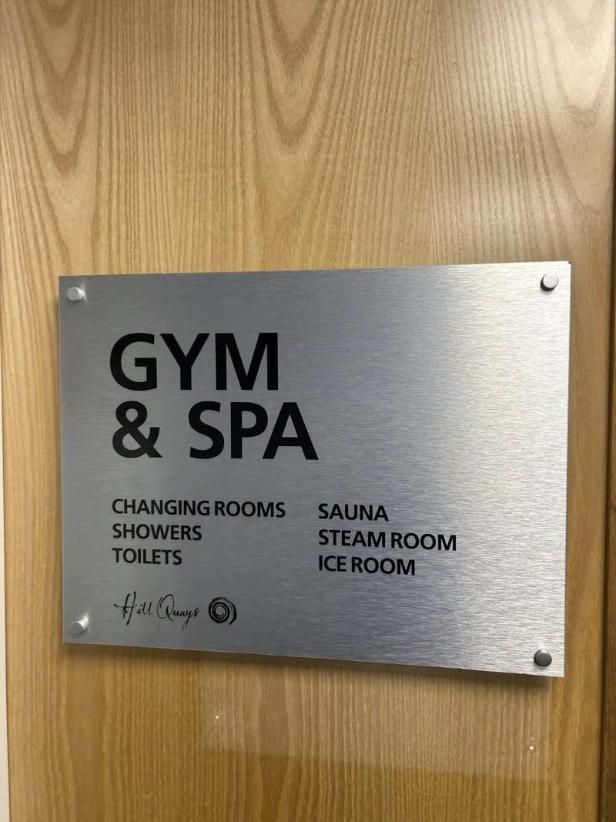 GYM
& SPA
CHANGING ROOMS
SHOWERS
TOILETS
SAUNA
STEAM ROOM
ICE ROOM
Hill Quays